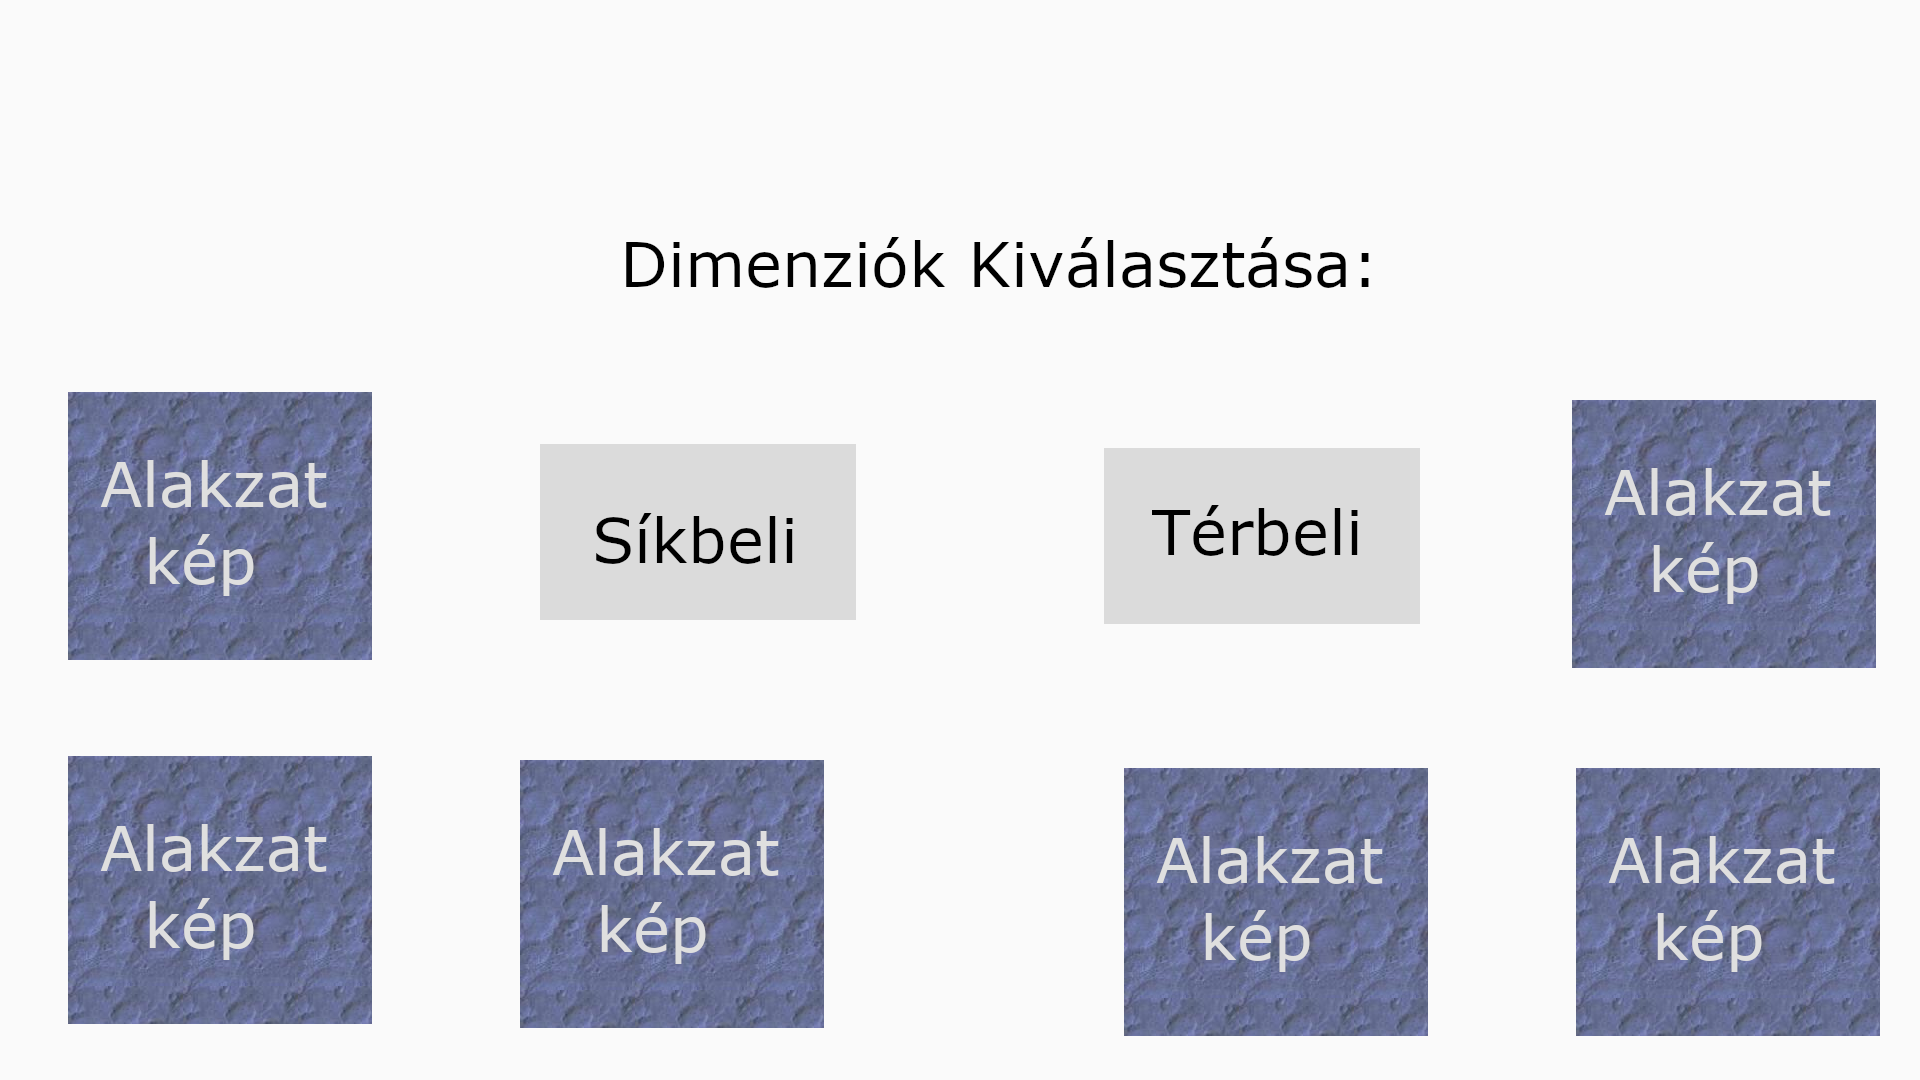 Dimenziók Kiválasztása:
Alakzat
kép
Síkbeli
Térbeli
Alakzat
kép
Alakzat
kép
Alakzat
kép
Alakzat
kép
Alakzat
kép